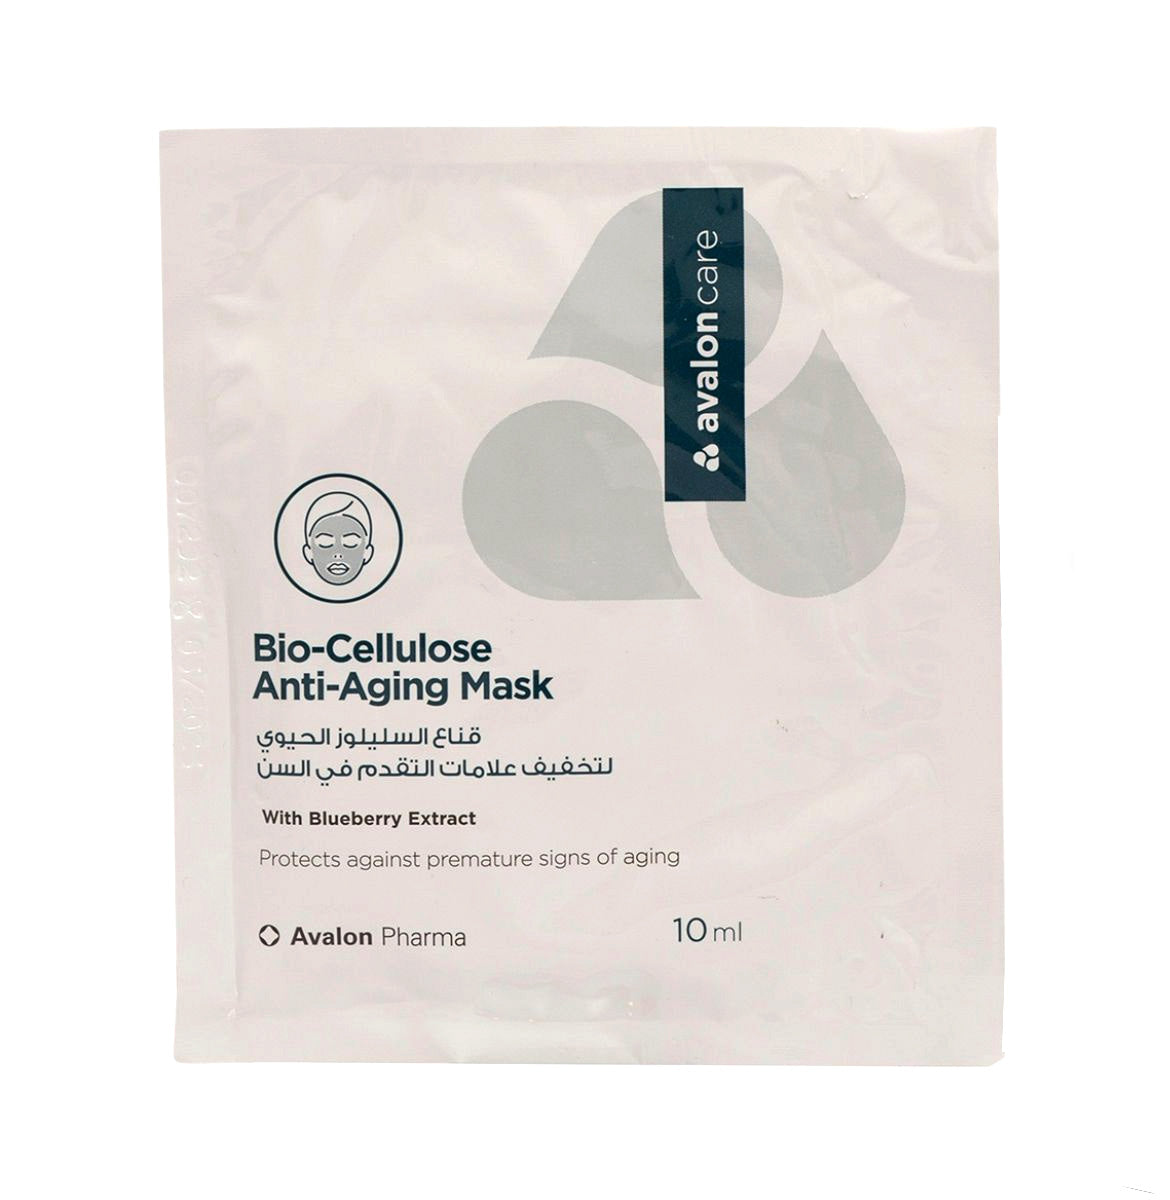 avalon care
Bio-Cellulose
Anti-Aging Mask
قناع السليلوز الحيوي
لتخفيف علامات التقدم في السن
With Blueberry Extract
Protects against premature signs of aging
Avalon Pharma
10 ml